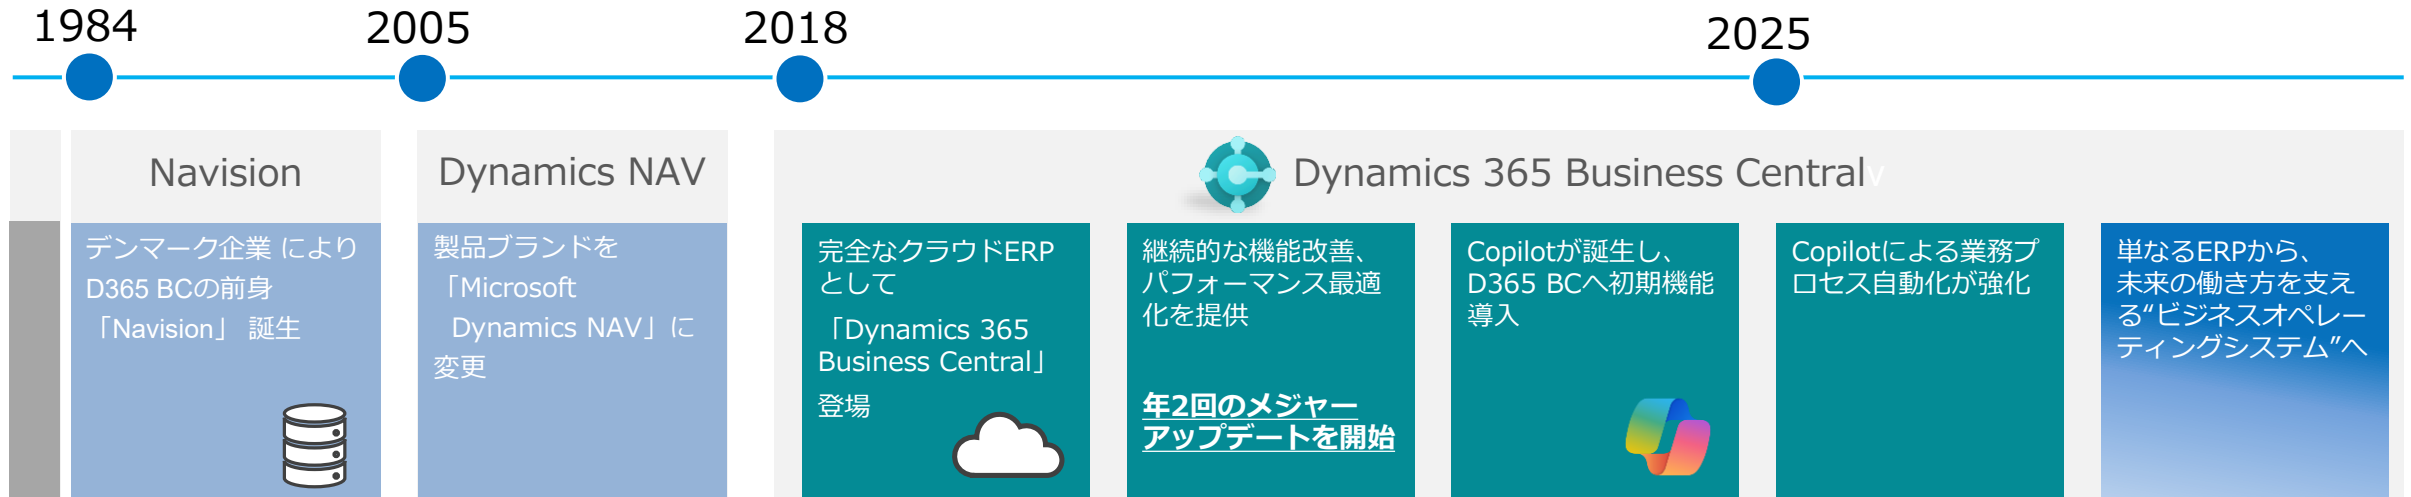 1984
2005
2018
2025
Navision
Dynamics NAV
Dynamics 365 Business Centralv
デンマーク企業 により
D365 BCの前身
「Navision」 誕生
製品ブランドを
「Microsoft
Dynamics NAV」に
変更
完全なクラウドERP
として
「Dynamics 365
Business Central」
登場
継続的な機能改善、
パフォーマンス最適
化を提供
年2回のメジャー
アップデートを開始
Copilotが誕生し、
D365 BCへ初期機能
導入
Copilotによる業務プ
ロセス自動化が強化
単なるERPから、
未来の働き方を支え
る“ビジネスオペレー
ティングシステム”へ